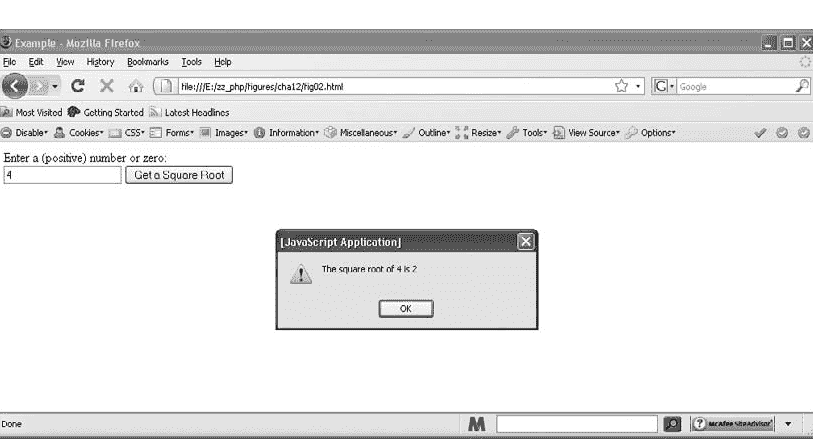 Example - Mozilla Firefox
File Edit View History Bookmarks Tools Help
file:///E:/zz_php/figures/cha12/fig02.html
G Google
Most Visited Getting Started Latest Headlines
Disable Cookies CSS Forms Images Information Miscellaneous Outline Resize Tools View Source Options
Enter a (positive) number or zero:
4 Get a Square Root
[JavaScript Application]
The square root of 4 is 2
OK
Done M McAfee SiteAdvisor